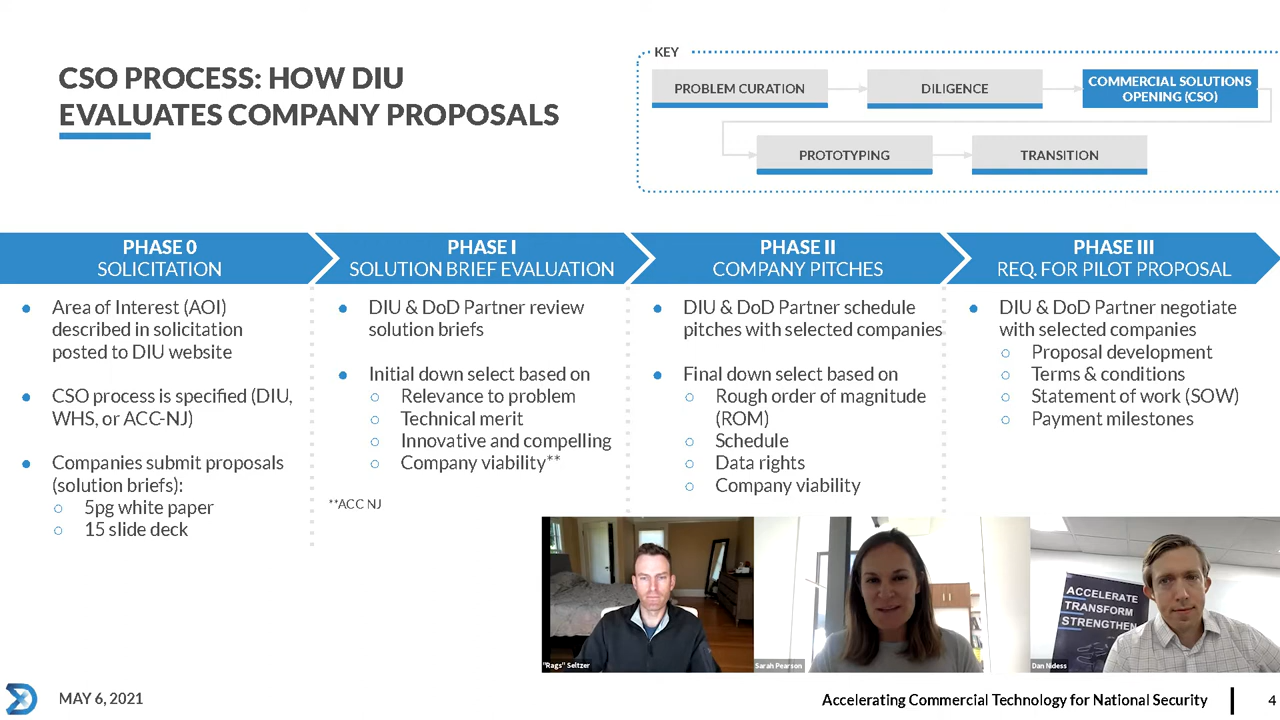 CSO PROCESS: HOW DIU
EVALUATES COMPANY PROPOSALS
KEY
PROBLEM CURATION
DILIGENCE
COMMERCIAL SOLUTIONS
OPENING (CSO)
PROTOTYPING
TRANSITION
PHASE 0
SOLICITATION
● Area of Interest (AOI)
described in solicitation
posted to DIU website
● CSO process is specified (DIU,
WHS, or ACC-NJ)
● Companies submit proposals
(solution briefs):
○ 5pg white paper
○ 15 slide deck
PHASE I
SOLUTION BRIEF EVALUATION
● DIU & DoD Partner review
solution briefs
● Initial down select based on
○ Relevance to problem
○ Technical merit
○ Innovative and compelling
○ Company viability**
**ACC NJ
PHASE II
COMPANY PITCHES
● DIU & DoD Partner schedule
pitches with selected companies
● Final down select based on
○ Rough order of magnitude
(ROM)
○ Schedule
○ Data rights
○ Company viability
PHASE III
REQ. FOR PILOT PROPOSAL
● DIU & DoD Partner negotiate
with selected companies
○ Proposal development
○ Terms & conditions
○ Statement of work (SOW)
○ Payment milestones
"Rags" Seltzer
Sarah Pearson
ACCELERATE
TRANSFORM
STRENGTHEN
Dan Nidess
MAY 6, 2021
Accelerating Commercial Technology for National Security
4